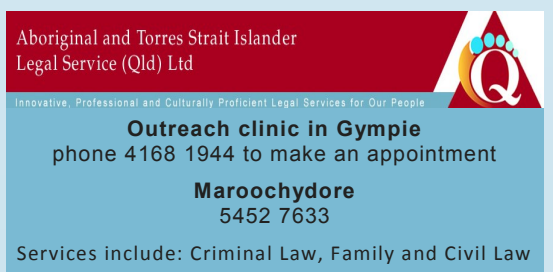 Aboriginal and Torres Strait Islander
Legal Service (Qld) Ltd
Q
Innovative, Professional and Culturally Proficient Legal Services for Our People
Outreach clinic in Gympie
phone 4168 1944 to make an appointment
Maroochydore
5452 7633
Services include: Criminal Law, Family and Civil Law